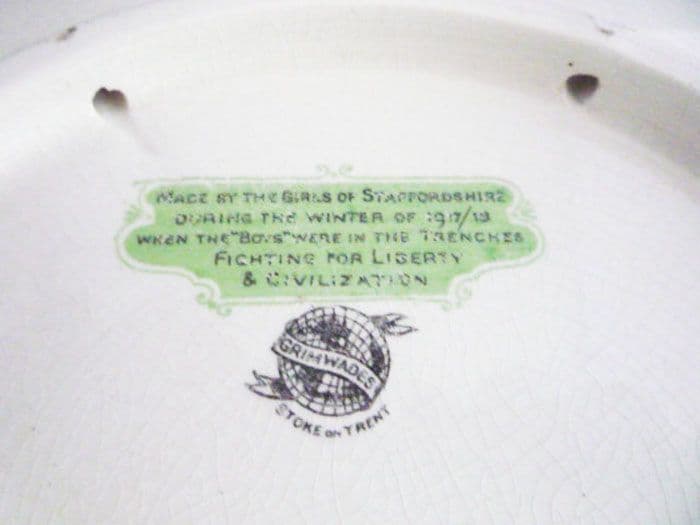 MADE BY THE GIRLS OF STAFFORDSHIRE
DURING THE WINTER OF 1917/18
WHEN THE "BOYS" WERE IN THE TRENCHES
FIGHTING FOR LIBERTY
& CIVILIZATION
GRIMWADES
STOKE ON TRENT